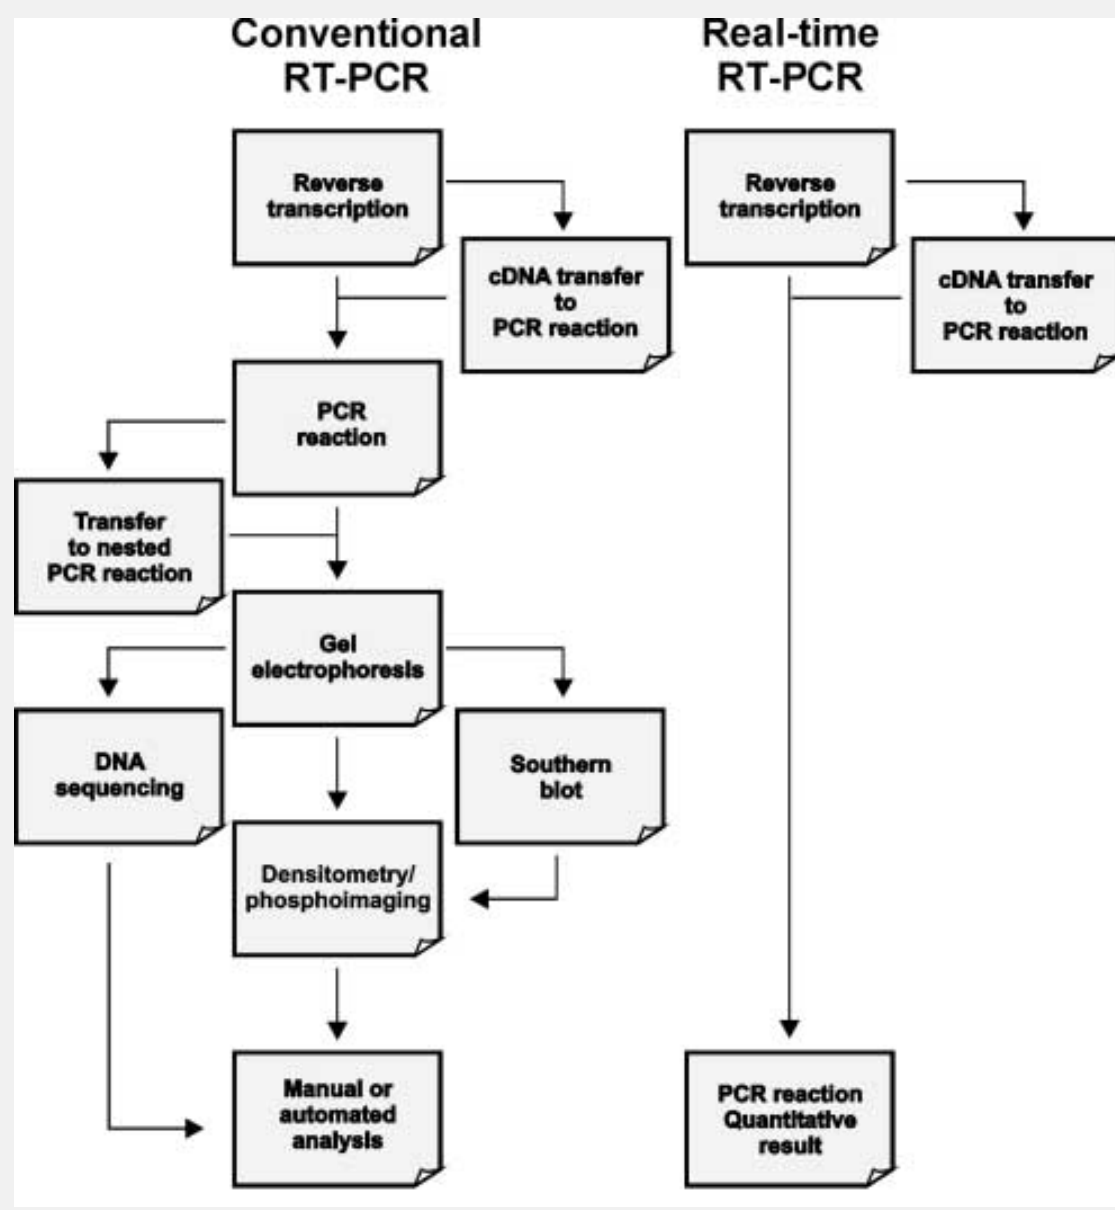 Conventional
RT-PCR
Reverse
transcription
cDNA transfer
to
PCR reaction
PCR
reaction
Transfer
to nested
PCR reaction
Gel
electrophoresis
DNA
sequencing
Southern
blot
Densitometry/
phosphoimaging
Manual or
automated
analysis
Real-time
RT-PCR
Reverse
transcription
cDNA transfer
to
PCR reaction
PCR reaction
Quantitative
result